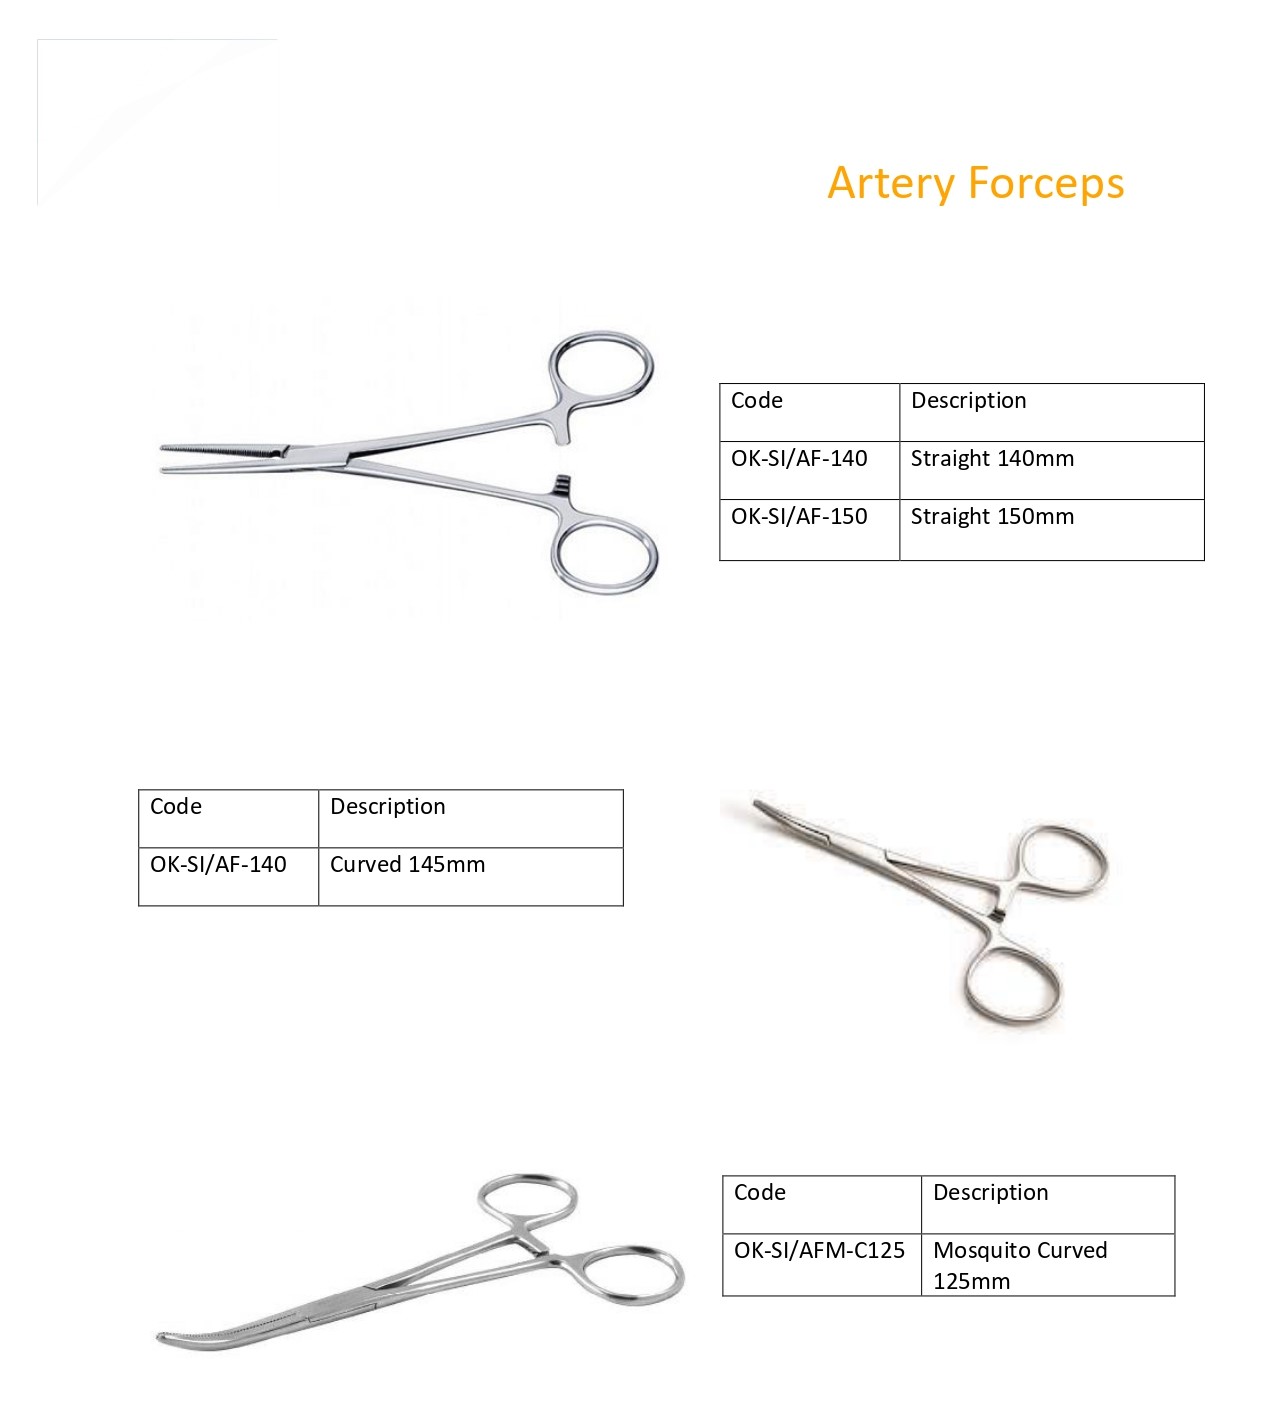 Artery Forceps
Code Description
OK-SI/AF-140 Straight 140mm
OK-SI/AF-150 Straight 150mm
Code Description
OK-SI/AF-140 Curved 145mm
Code Description
OK-SI/AFM-C125 Mosquito Curved
125mm